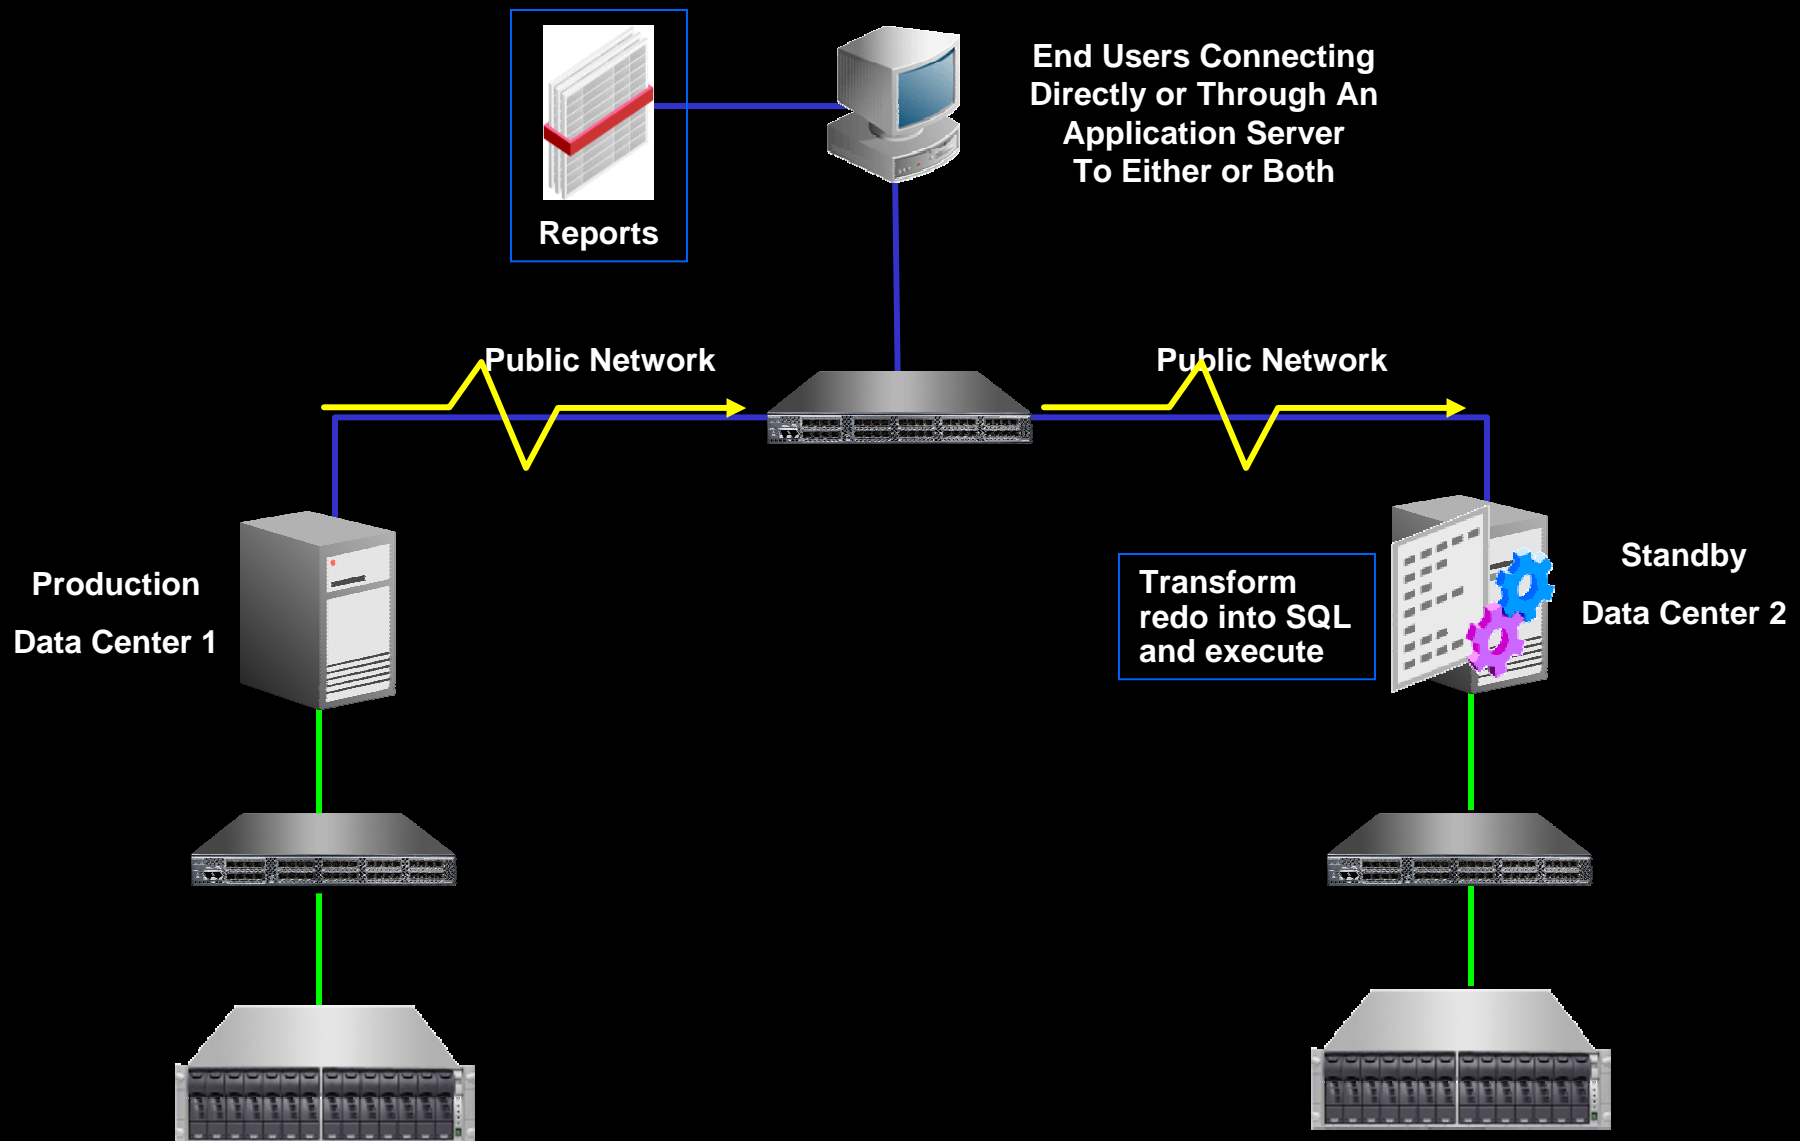 End Users Connecting
Directly or Through An
Application Server
To Either or Both
Reports
Public Network
Public Network
Production
Data Center 1
Transform
redo into SQL
and execute
Standby
Data Center 2